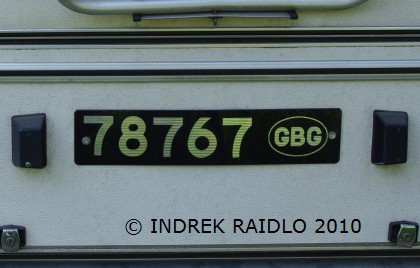 78767 GBG
© INDREK RAIDLO 2010